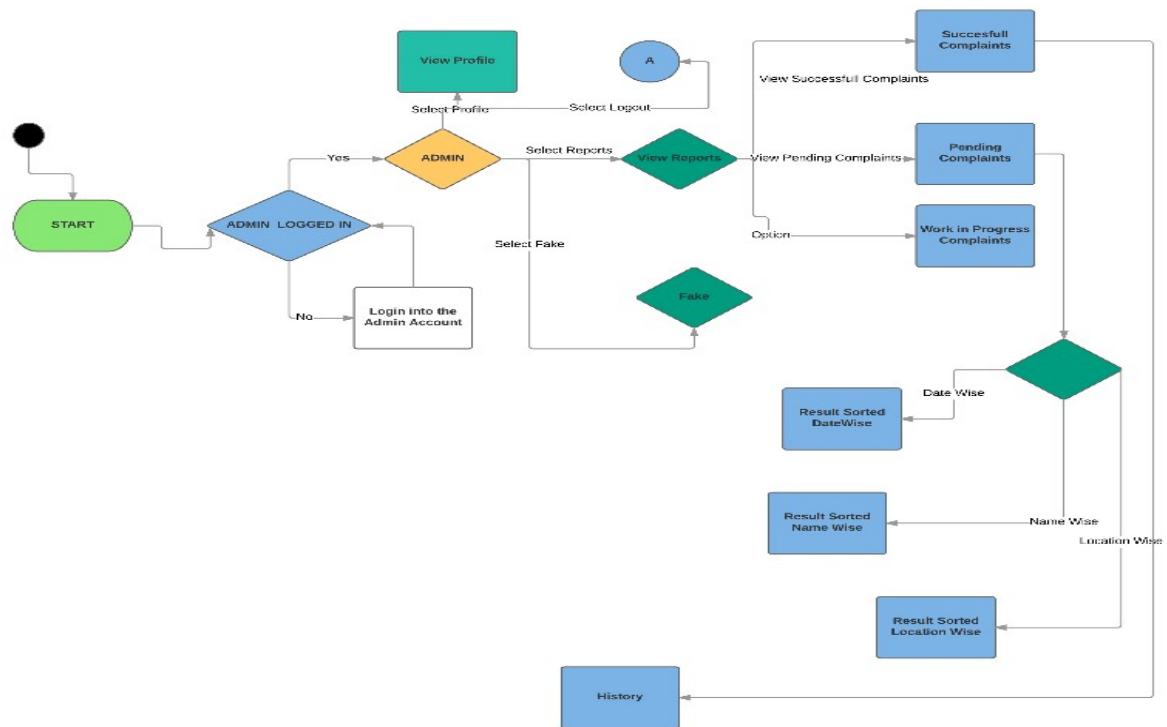 Succesfull
Complaints
View Profile
A
View Successfull Complaints
Select Profile
Select Logout
Yes
ADMIN
Select Reports
View Reports
View Pending Complaints
Pending
Complaints
START
ADMIN LOGGED IN
Select Fake
Option
Work in Progress
Complaints
Fake
No
Login into the
Admin Account
Date Wise
Result Sorted
DateWise
Result Sorted
Name Wise
Name Wise
Location Wise
Result Sorted
Location Wise
History